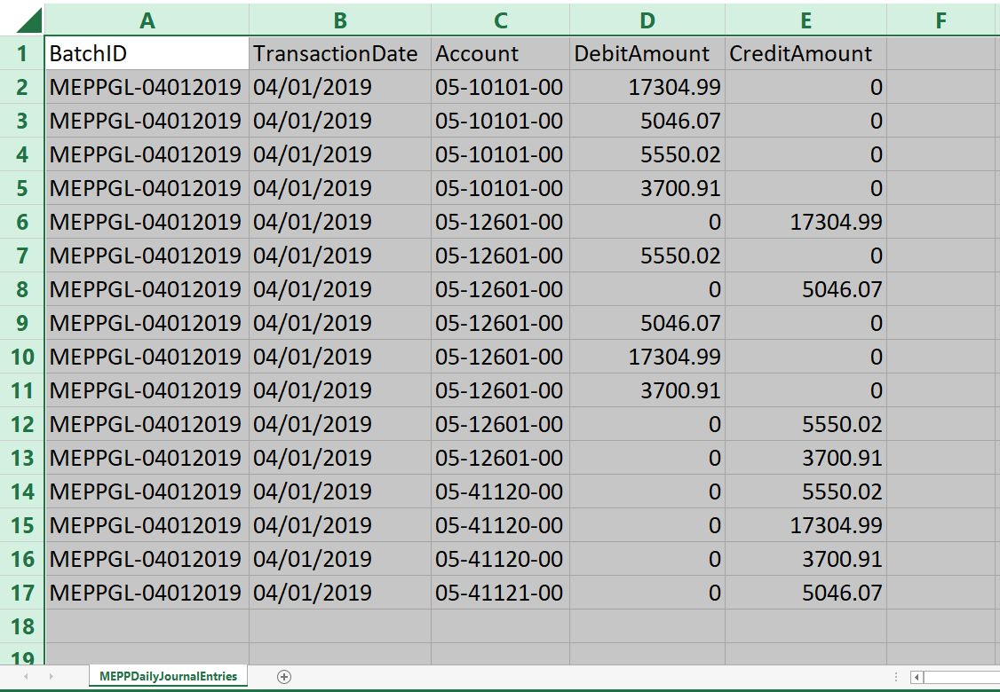 A B C D E F
1 BatchID TransactionDate Account DebitAmount CreditAmount
2 MEPPGL-04012019 04/01/2019 05-10101-00 17304.99 0
3 MEPPGL-04012019 04/01/2019 05-10101-00 5046.07 0
4 MEPPGL-04012019 04/01/2019 05-10101-00 5550.02 0
5 MEPPGL-04012019 04/01/2019 05-10101-00 3700.91 0
6 MEPPGL-04012019 04/01/2019 05-12601-00 0 17304.99
7 MEPPGL-04012019 04/01/2019 05-12601-00 5550.02 0
8 MEPPGL-04012019 04/01/2019 05-12601-00 0 5046.07
9 MEPPGL-04012019 04/01/2019 05-12601-00 5046.07 0
10 MEPPGL-04012019 04/01/2019 05-12601-00 17304.99 0
11 MEPPGL-04012019 04/01/2019 05-12601-00 3700.91 0
12 MEPPGL-04012019 04/01/2019 05-12601-00 0 5550.02
13 MEPPGL-04012019 04/01/2019 05-12601-00 0 3700.91
14 MEPPGL-04012019 04/01/2019 05-41120-00 0 5550.02
15 MEPPGL-04012019 04/01/2019 05-41120-00 0 17304.99
16 MEPPGL-04012019 04/01/2019 05-41120-00 0 3700.91
17 MEPPGL-04012019 04/01/2019 05-41121-00 0 5046.07
18
19
MEPPDailyJournalEntries